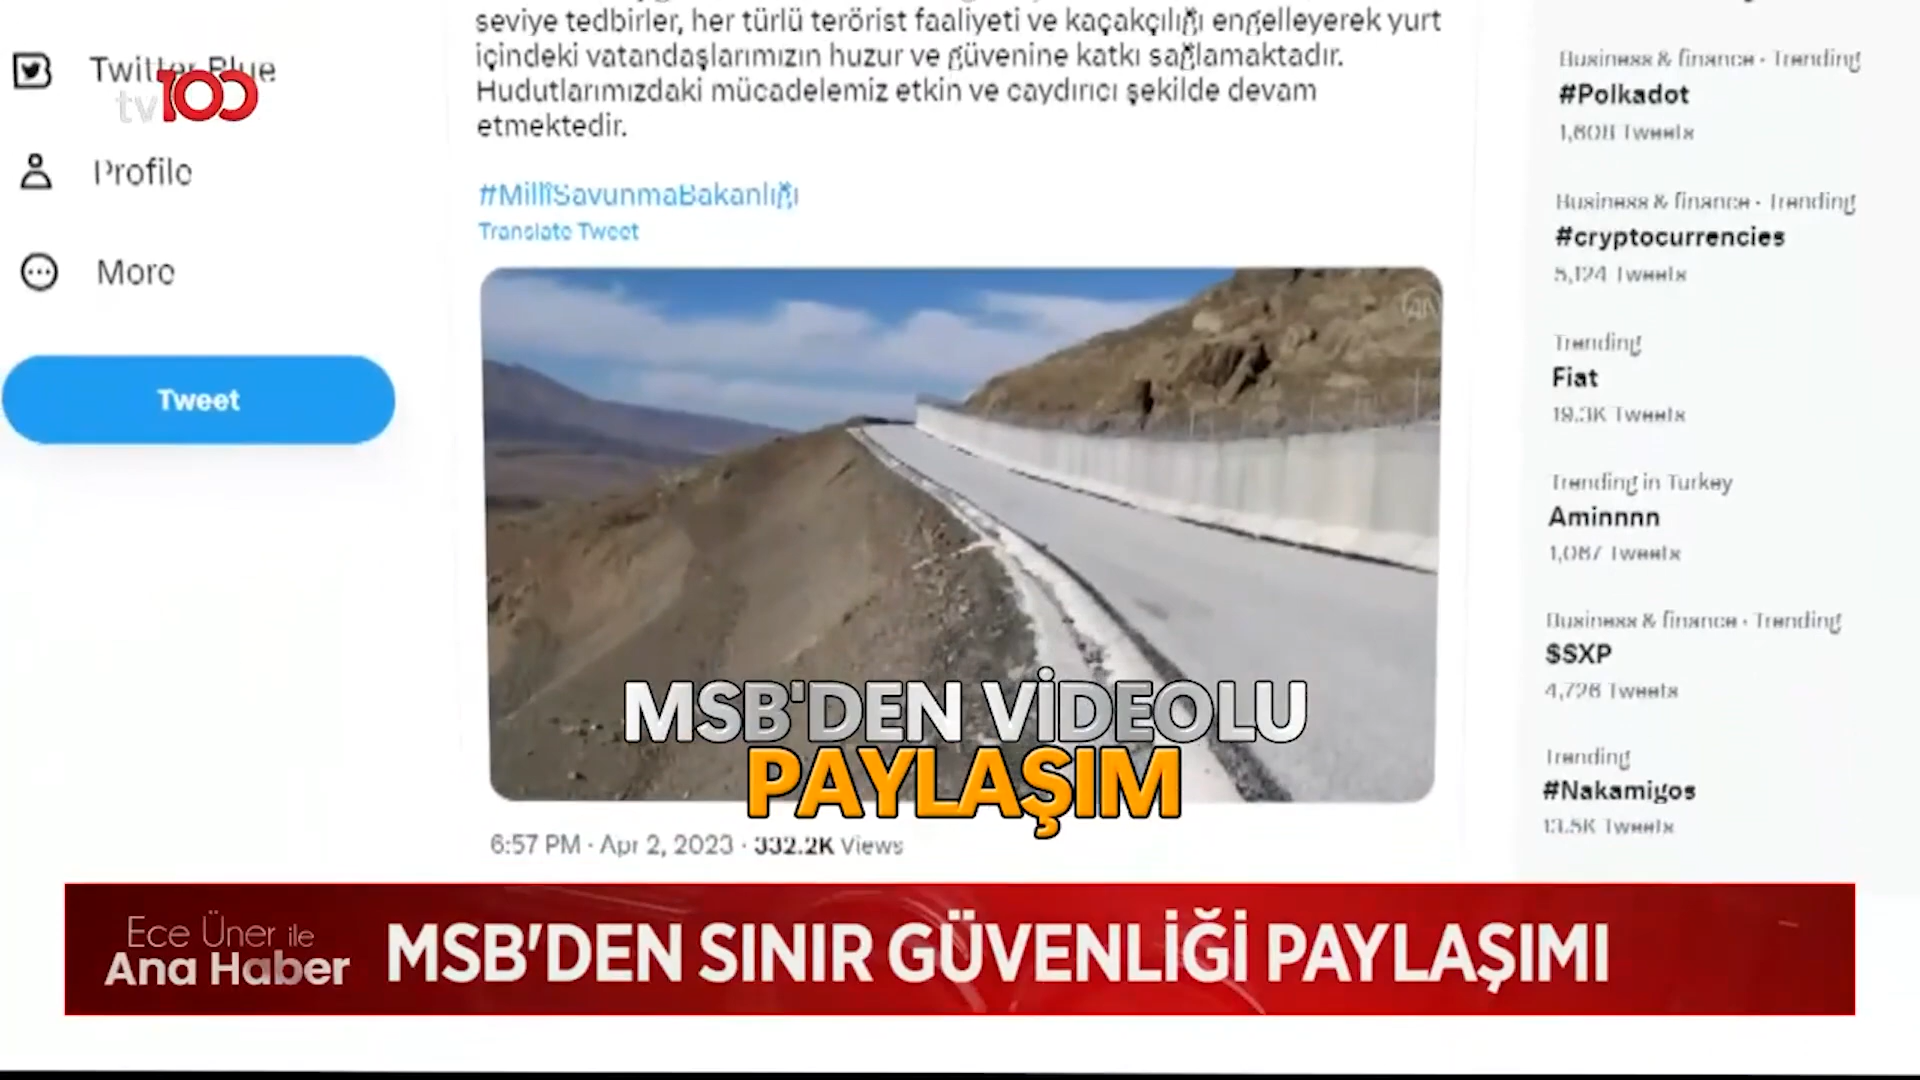 seviye tedbirler, her türlü terörist faaliyeti ve kaçakçılığı engelleyerek yurt
içindeki vatandaşlarımızın huzur ve güvenine katkı sağlamaktadır.
Hudutlarımızdaki mücadelemiz etkin ve caydırıcı şekilde devam
etmektedir.
#MillîSavunmaBakanlığı
Translate Tweet
Twitter Blue
tv100
Profile
More
Tweet
AA
MSB'DEN VİDEOLU
PAYLAŞIM
6:57 PM · Apr 2, 2023 · 332.2K Views
Business & finance · Trending
#Polkadot
1,608 Tweets
Business & finance · Trending
#cryptocurrencies
5,124 Tweets
Trending
Fiat
19.3K Tweets
Trending in Turkey
Aminnnn
1,087 Tweets
Business & finance · Trending
$SXP
4,726 Tweets
Trending
#Nakamigos
13.5K Tweets
Ece Üner ile
Ana Haber
MSB'DEN SINIR GÜVENLİĞİ PAYLAŞIMI